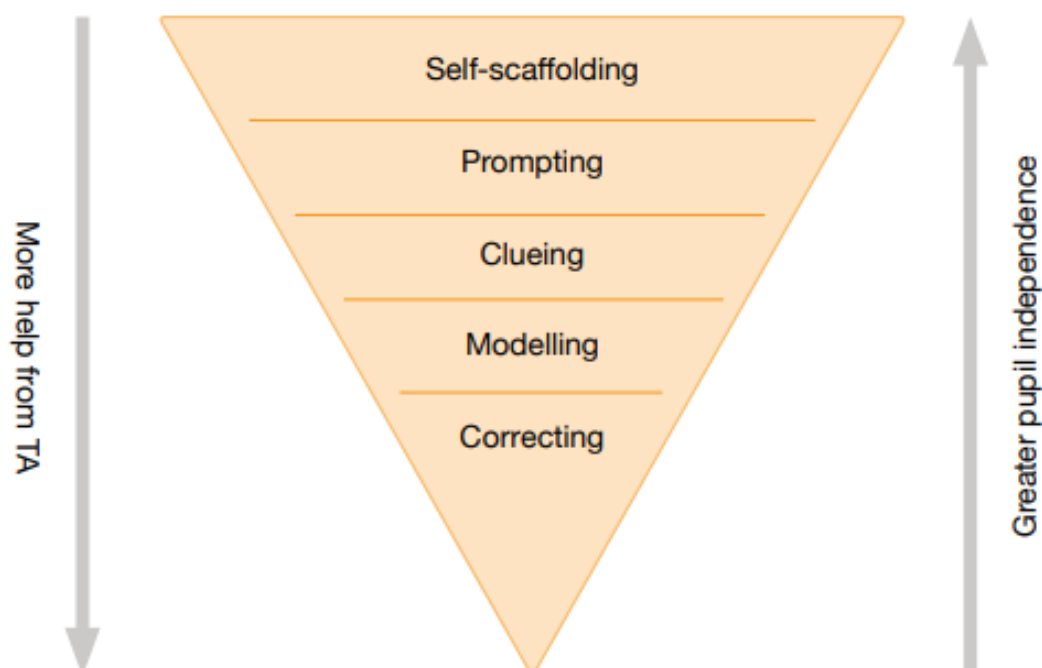 Self-scaffolding
Prompting
Clueing
Modelling
Correcting
More help from TA
Greater pupil independence